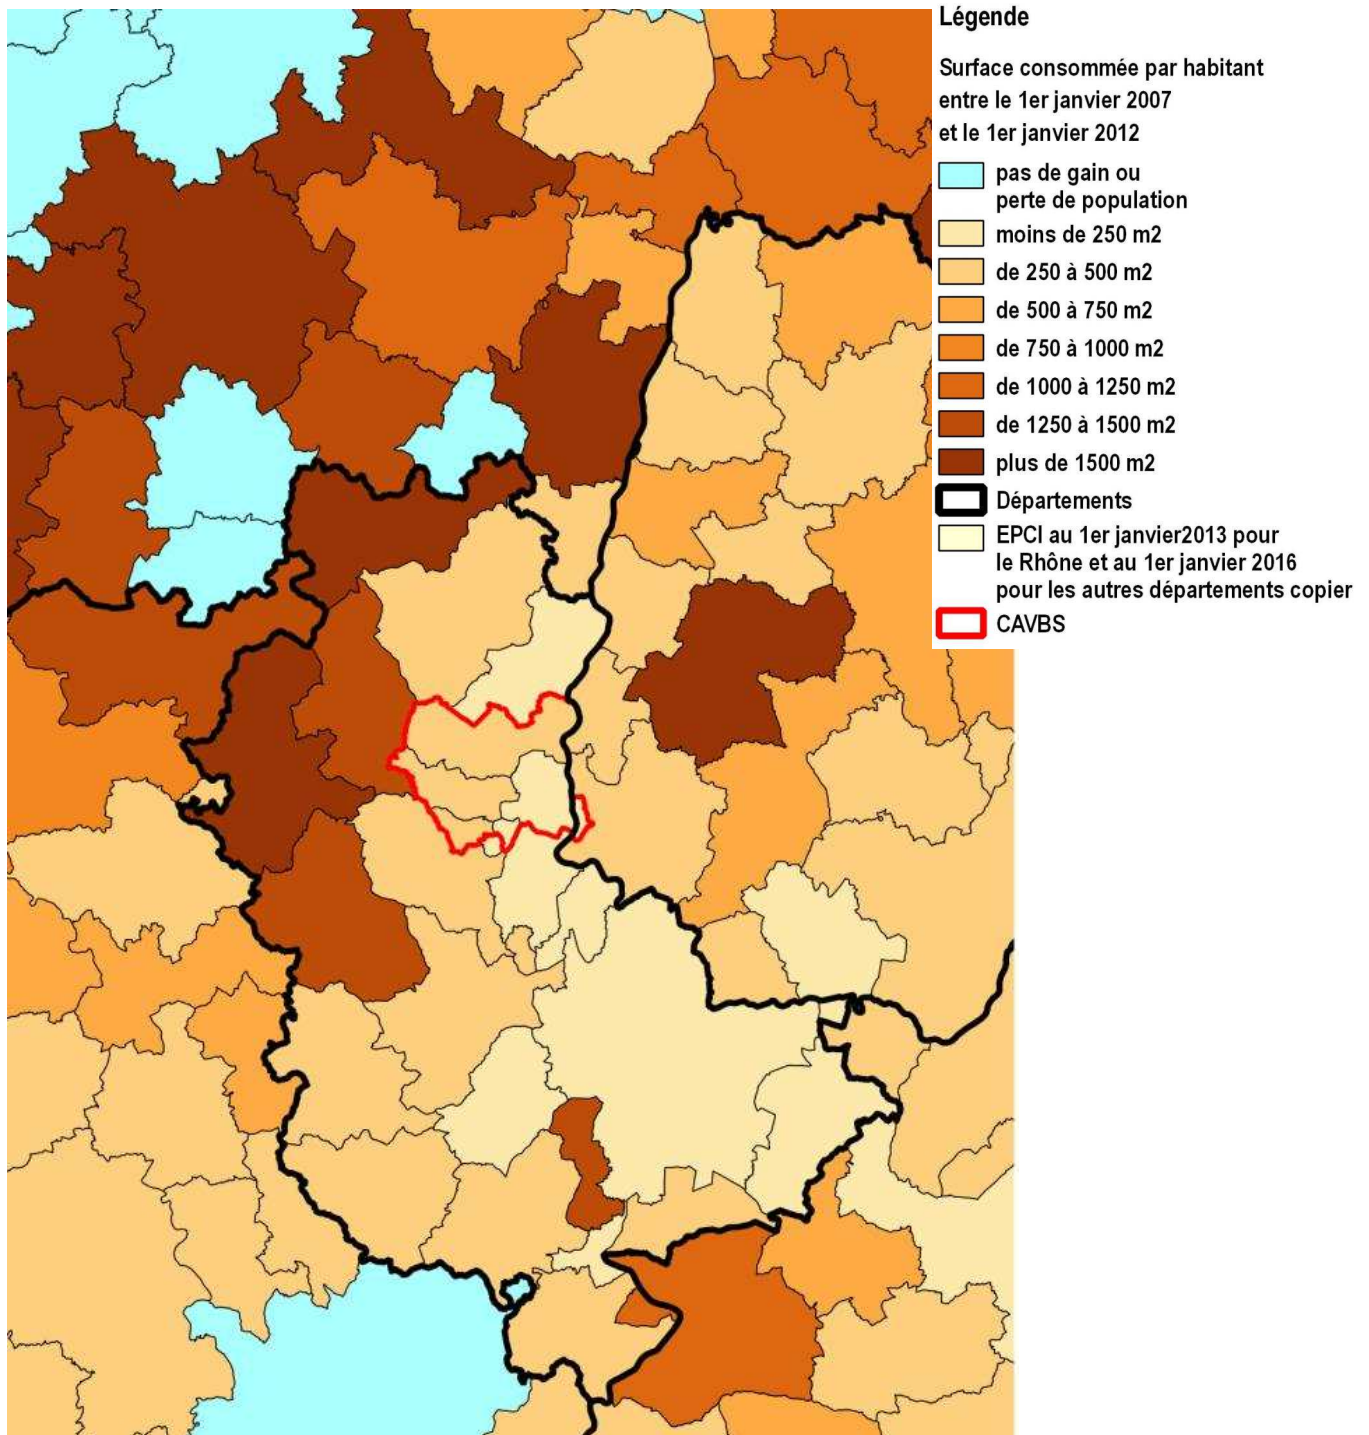 Légende
Surface consommée par habitant
entre le 1er janvier 2007
et le 1er janvier 2012
pas de gain ou
perte de population
moins de 250 m2
de 250 à 500 m2
de 500 à 750 m2
de 750 à 1000 m2
de 1000 à 1250 m2
de 1250 à 1500 m2
plus de 1500 m2
Départements
EPCI au 1er janvier2013 pour
le Rhône et au 1er janvier 2016
pour les autres départements copier
CAVBS